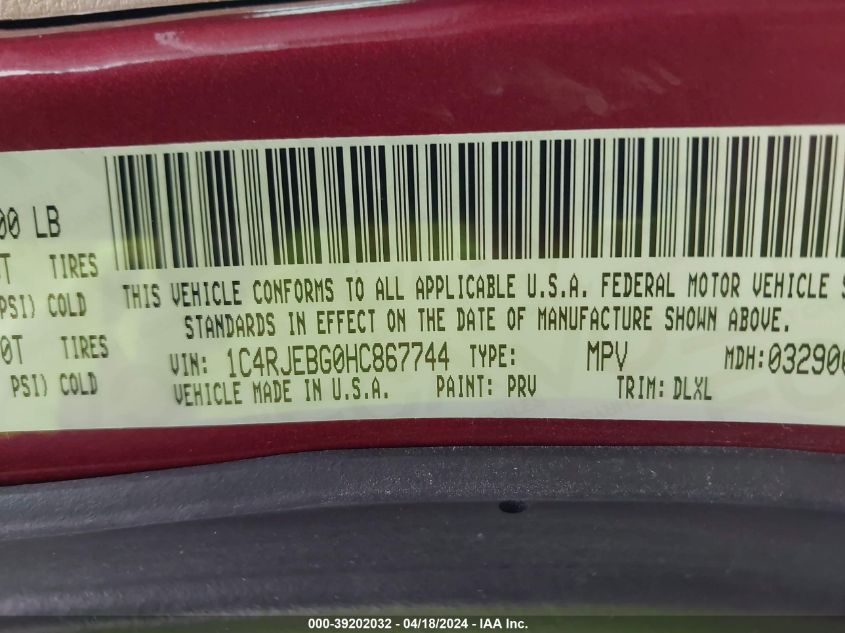 00 LB
TIRES
PSI) COLD
0T TIRES
PSI) COLD
THIS VEHICLE CONFORMS TO ALL APPLICABLE U.S.A. FEDERAL MOTOR VEHICLE S
STANDARDS IN EFFECT ON THE DATE OF MANUFACTURE SHOWN ABOVE.
VIN: 1C4RJEBG0HC867744 TYPE: MPV MDH:032900
VEHICLE MADE IN U.S.A. PAINT: PRV TRIM: DLXL
000-39202032 - 04/18/2024 - IAA Inc.